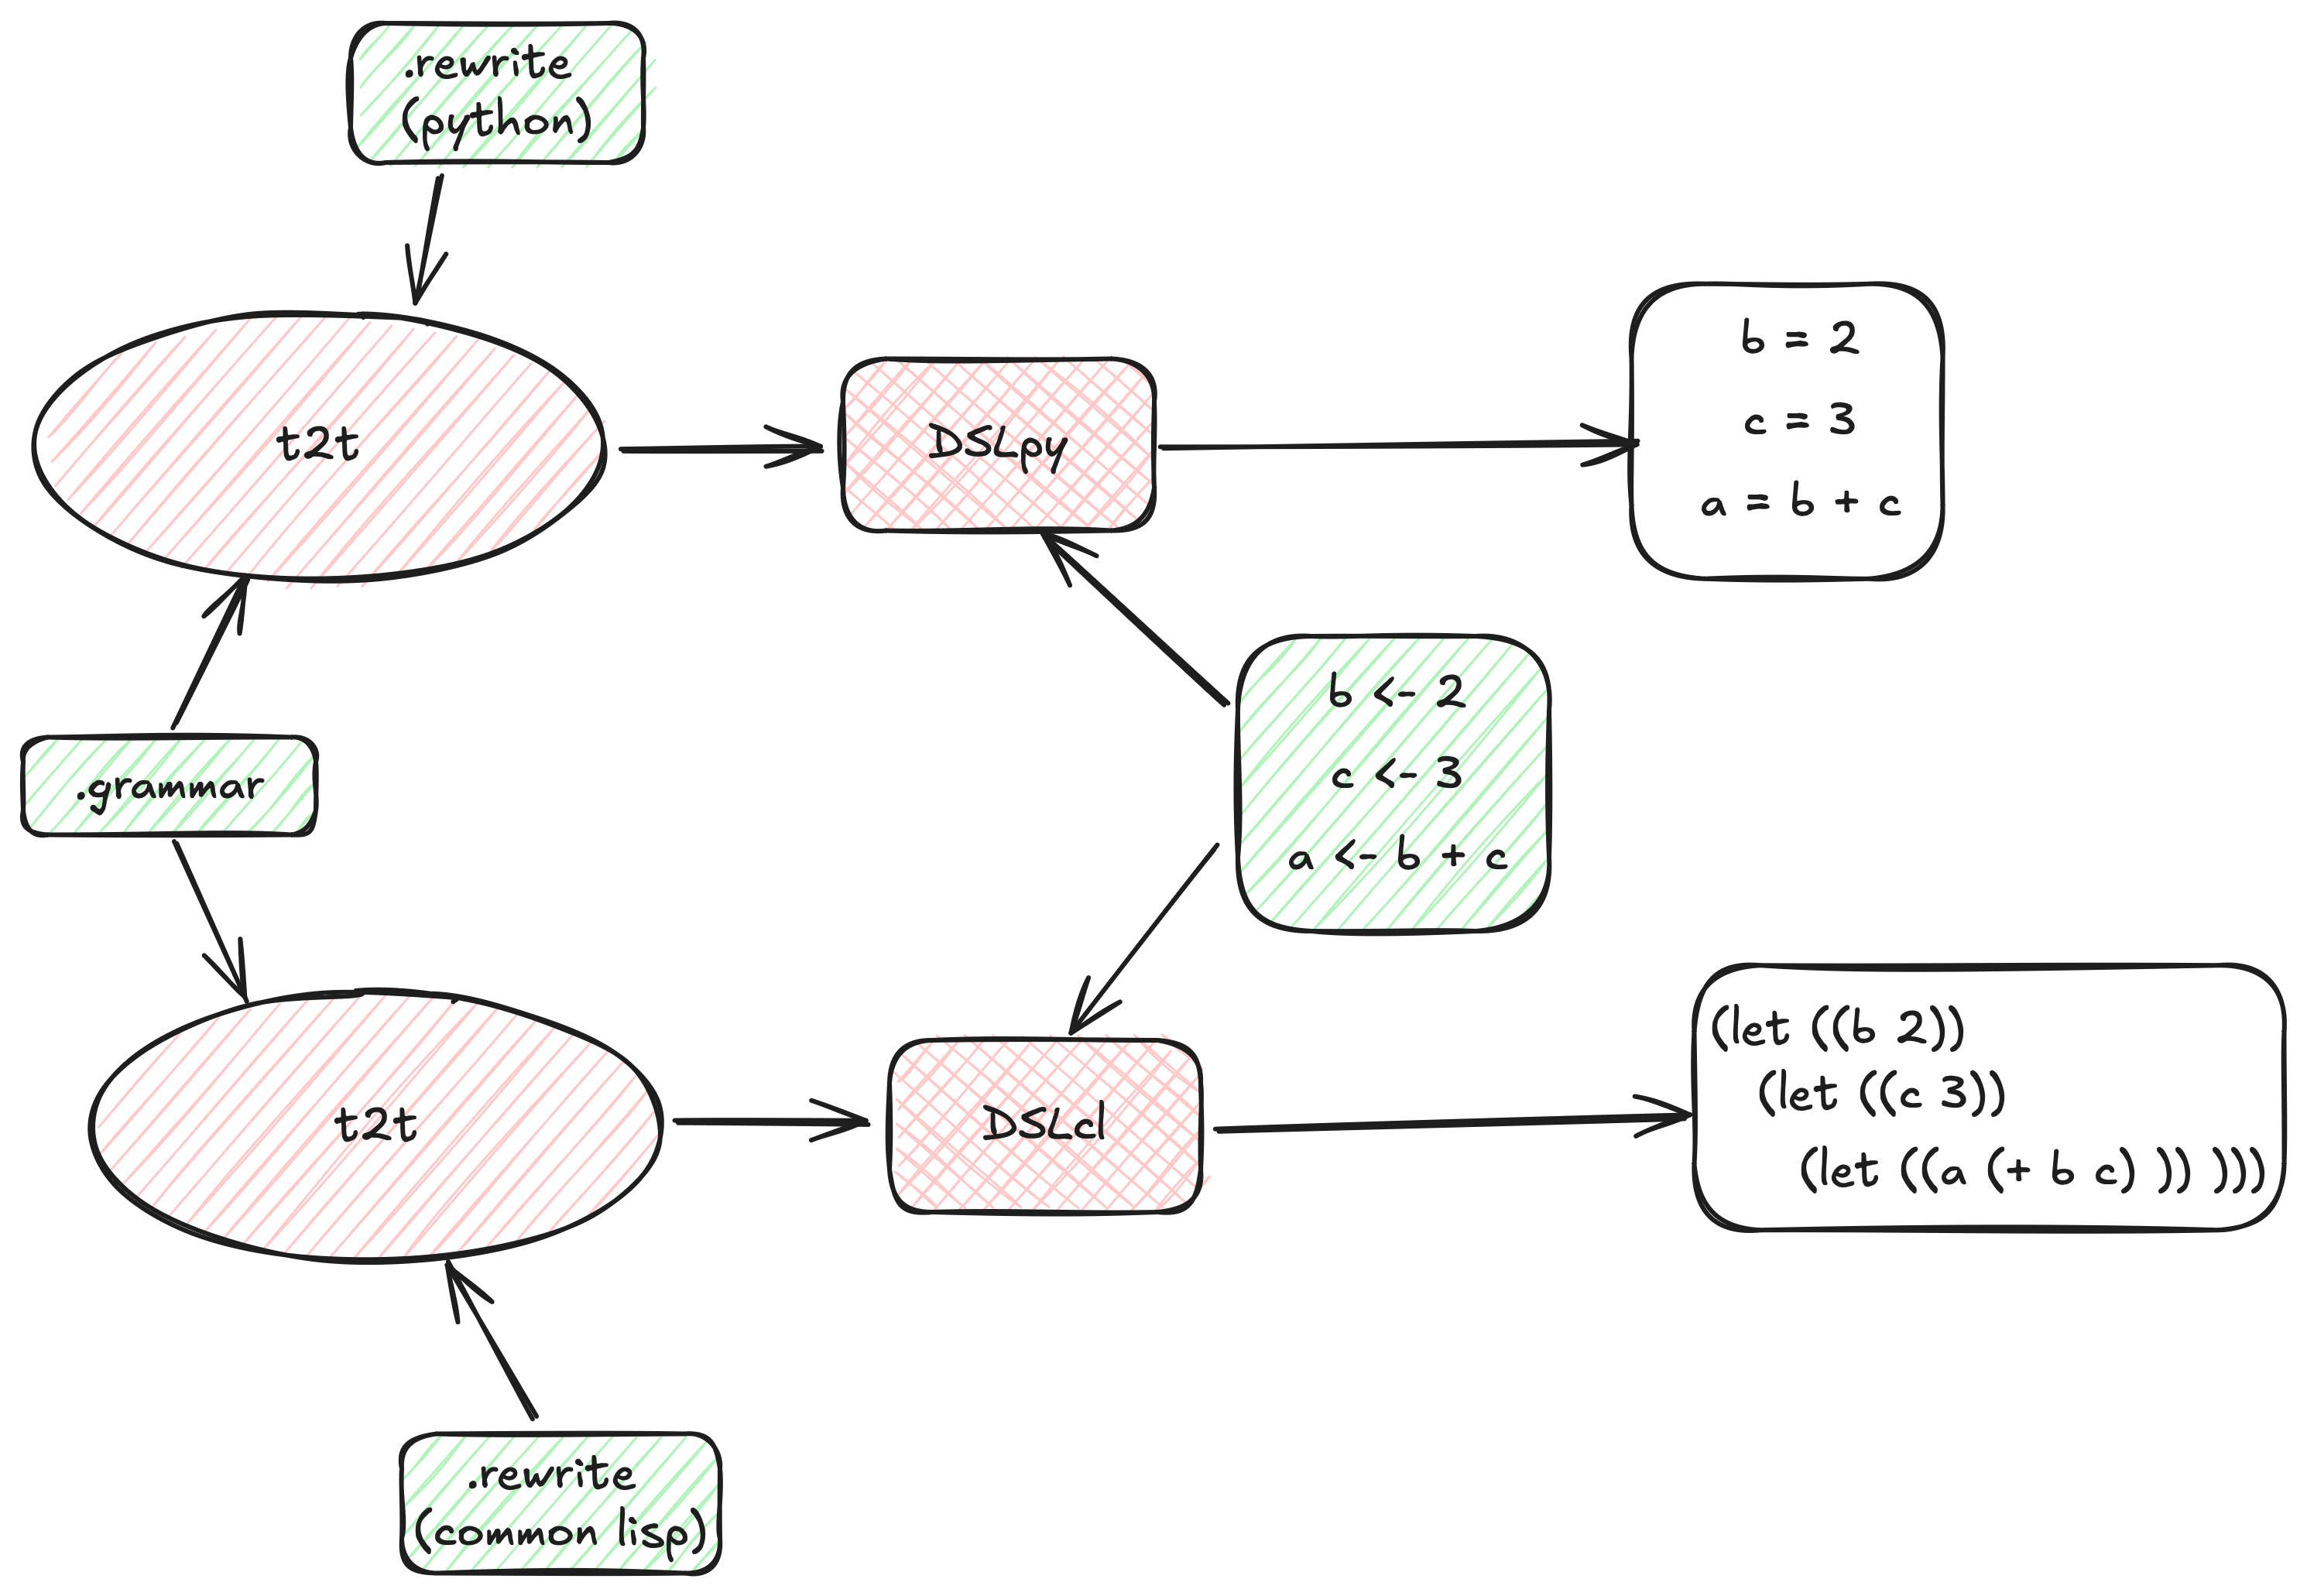 .rewrite
(python)
t2t
DSLpy
b = 2
c = 3
a = b + c
.grammar
b <- 2
c <- 3
a <- b + c
t2t
DSLcl
(let ((b 2))
(let ((c 3))
(let ((a (+ b c) ))) )))
.rewrite
(common lisp)